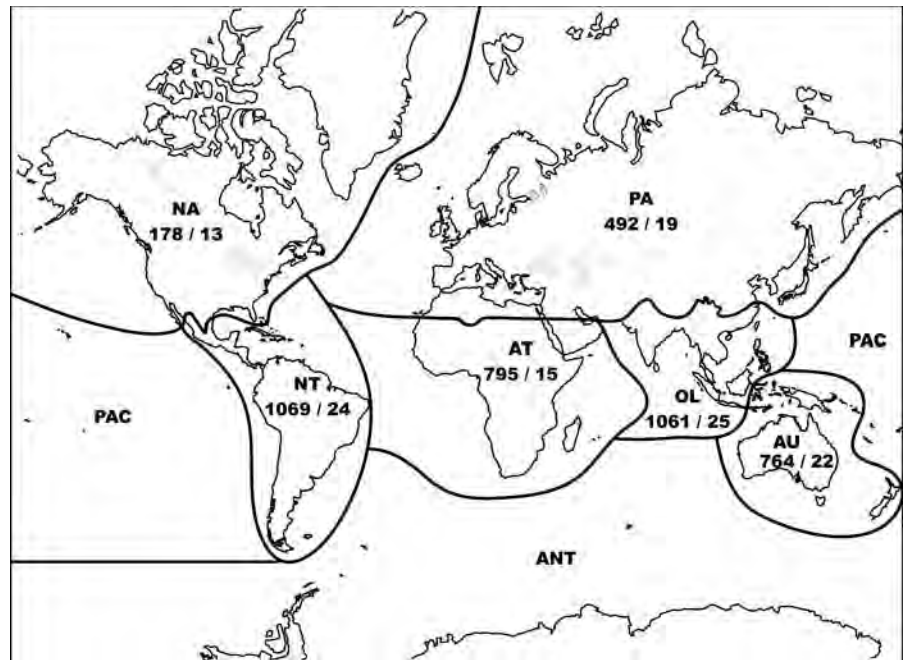 NA
178 / 13
PA
492 / 19
AT
795 / 15
PAC
NT
1069 / 24
OL
1061 / 25
PAC
AU
764 / 22
ANT